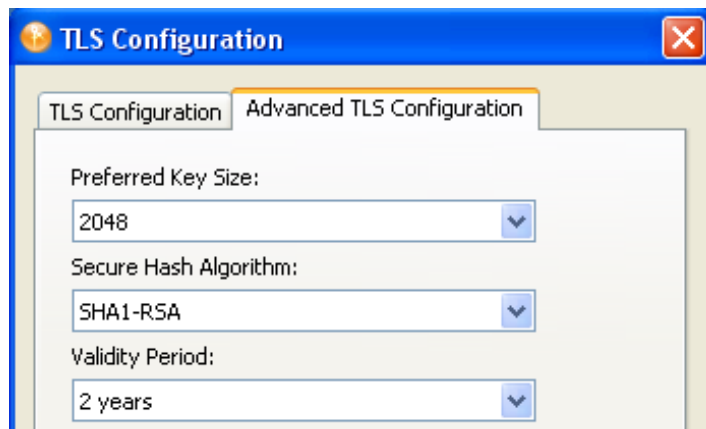 TLS Configuration
TLS Configuration
Advanced TLS Configuration
Preferred Key Size:
2048
Secure Hash Algorithm:
SHA1-RSA
Validity Period:
2 years